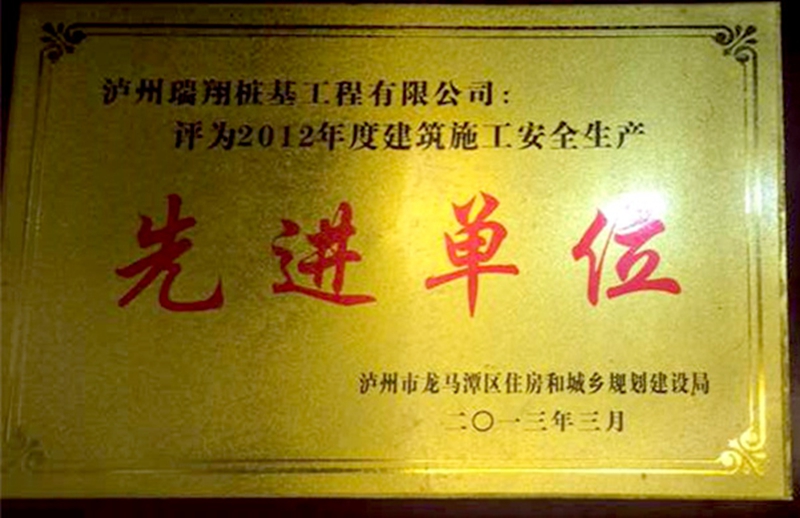 泸州瑞翔桩基工程有限公司：
评为2012年度建筑施工安全生产
先进单位
泸州市龙马潭区住房和城乡规划建设局
二〇一三年三月